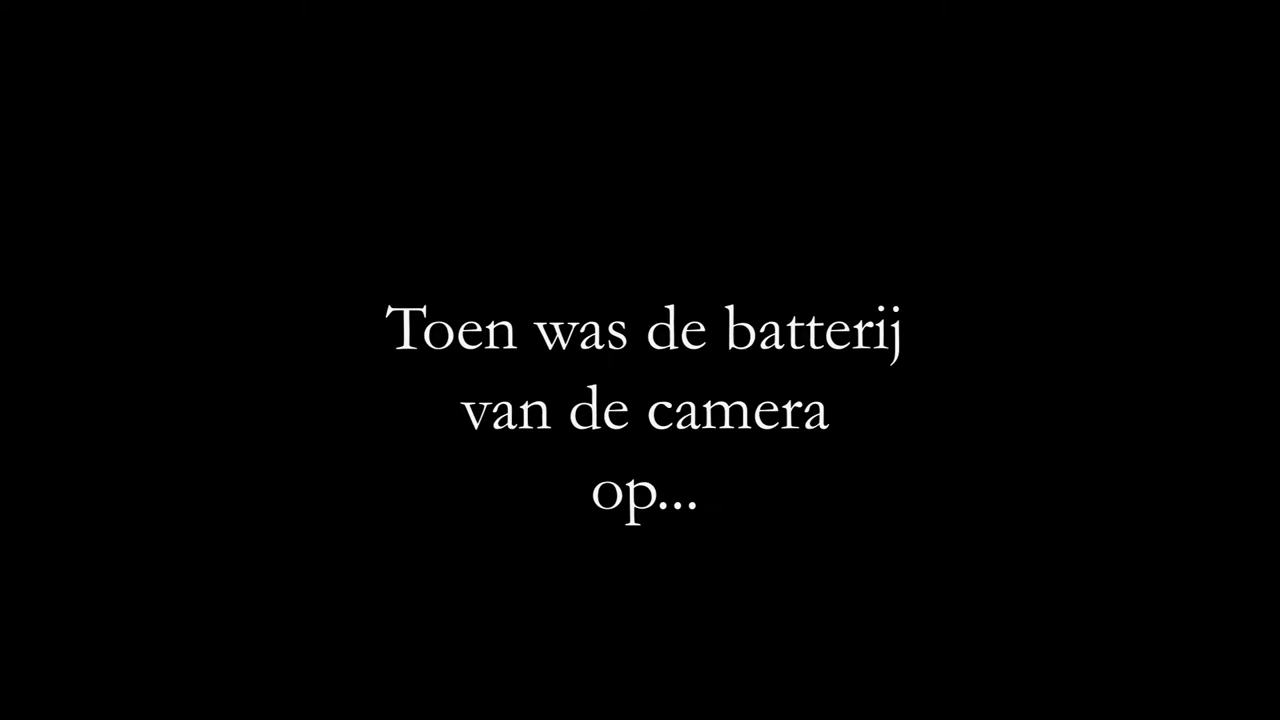 Toen was de batterij
van de camera
op...